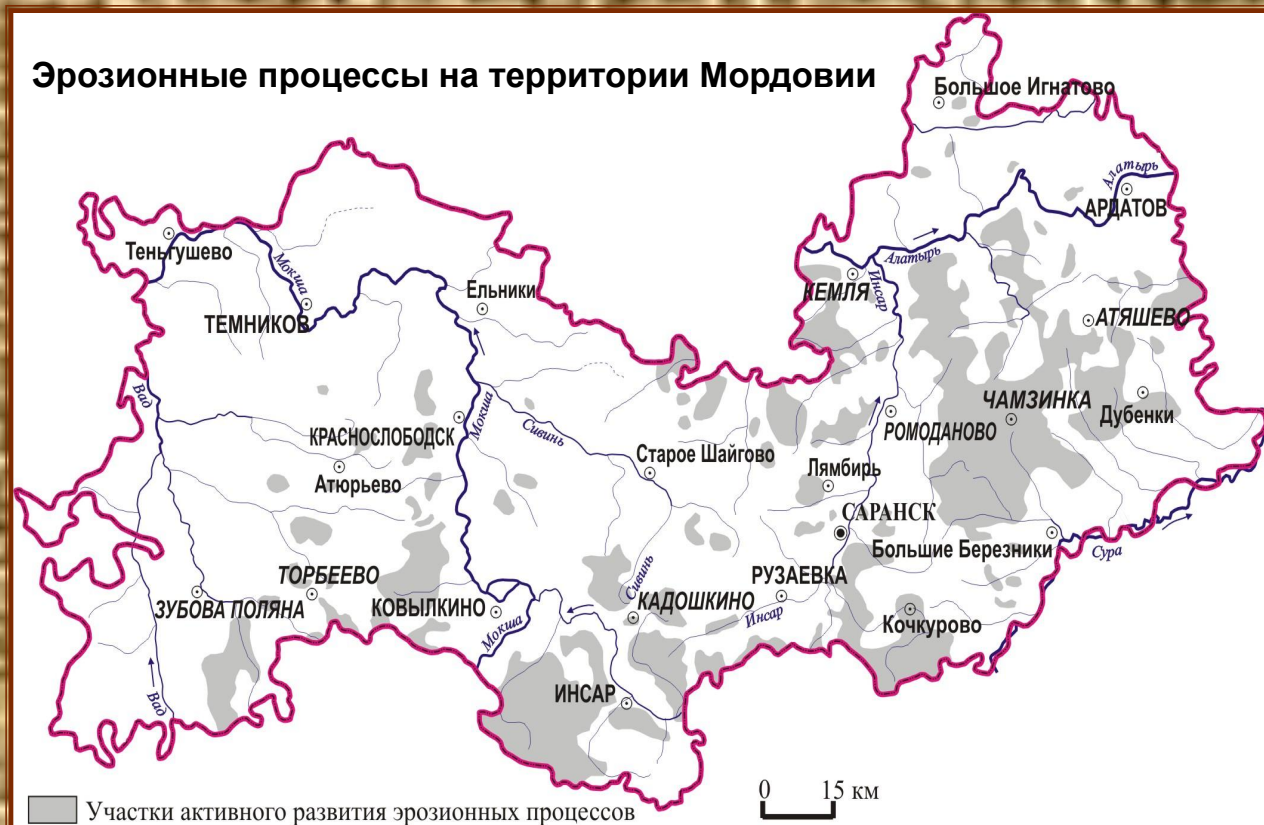 Эрозионные процессы на территории Мордовии
Большое Игнатово
Алатырь
АРДАТОВ
Теньгушево
Мокша
ТЕМНИКОВ
Ельники
Алатырь
КЕМЛЯ
Инсар
АТЯШЕВО
Вад
КРАСНОСЛОБОДСК
Мокша
Сивинь
Атюрьево
Старое Шайгово
ЧАМЗИНКА
Дубенки
РОМОДАНОВО
Лямбирь
САРАНСК
Большие Березники
Сура
ЗУБОВА ПОЛЯНА
ТОРБЕЕВО
КОВЫЛКИНО
Мокша
Сивинь
КАДОШКИНО
РУЗАЕВКА
Инсар
Кочкурово
Вад
ИНСАР
Участки активного развития эрозионных процессов
0 15 км